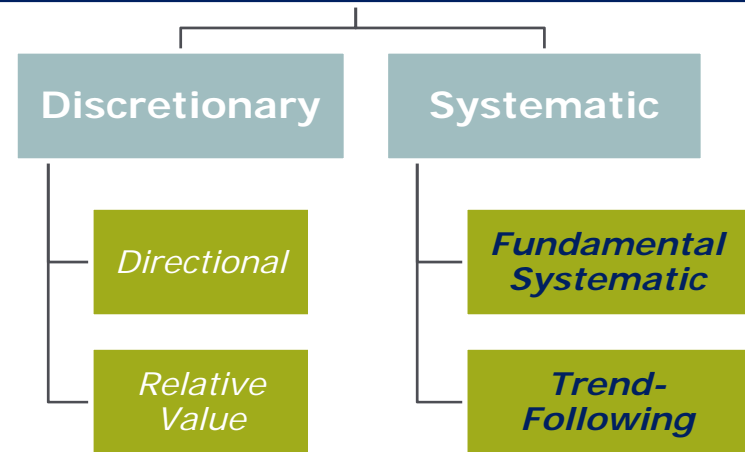 Discretionary
Systematic
Directional
Fundamental
Systematic
Relative
Value
Trend-
Following